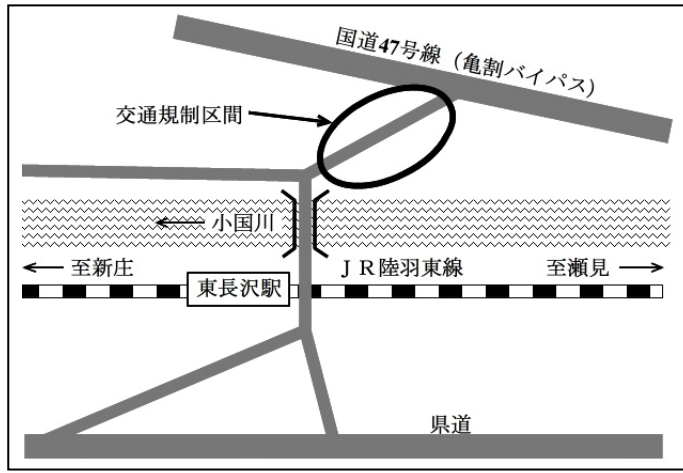 国道47号線（亀割バイパス）
交通規制区間
小国川
至新庄
ＪＲ陸羽東線
至瀬見
東長沢駅
県道